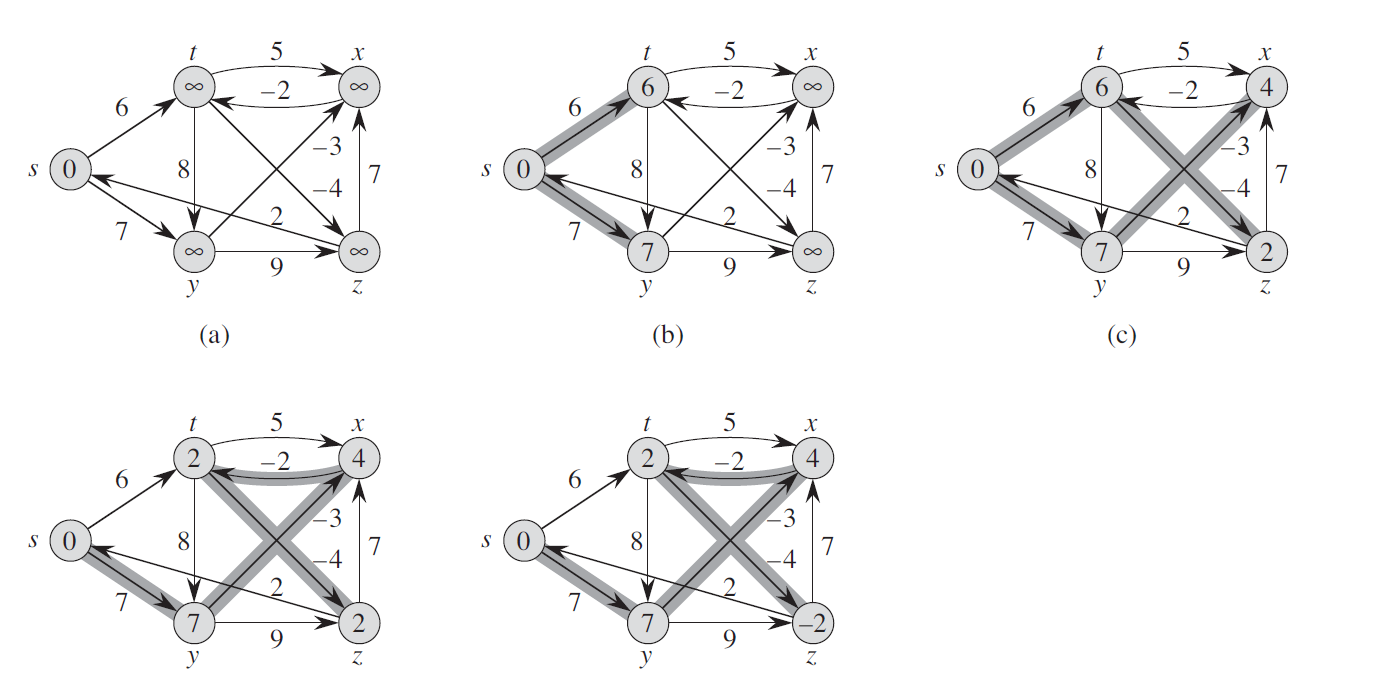 t 5 x t 5 x t 5 x
∞ –2 ∞ 6 –2 ∞ 6 –2 4
6 6 6
–3 –3 –3
s 0 8 7 s 0 8 7 s 0 8 7
–4 –4 –4
7 2 7 2 7 2
∞ 9 ∞ 7 9 ∞ 7 9 2
y z y z y z
(a) (b) (c)
t 5 x t 5 x
2 –2 4 2 –2 4
6 6
–3 –3
s 0 8 7 s 0 8 7
–4 –4
7 2 7 2
7 9 2 7 9 –2
y z y z